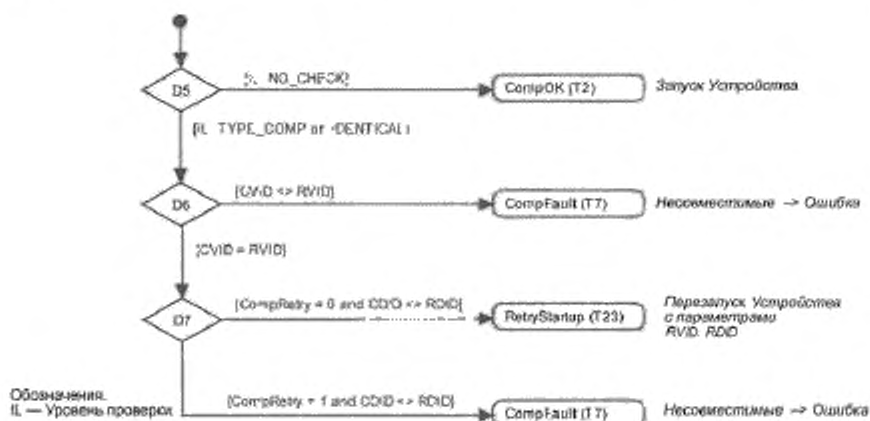 [IL NO_CHECK]
D5
CompOK (T2)
Запуск Устройства
[IL TYPE_COMP or IDENTICAL]
[CVID <> RVID]
D6
CompFault (T7)
Несовместимые -> Ошибка
[CVID = RVID]
[CompRetry = 0 and CDID <> RDID]
D7
RetryStartup (T23)
Перезапуск Устройства
с параметрами
RVID, RDID
Обозначения.
IL — Уровень проверки
[CompRetry = 1 and CDID <> RDID]
CompFault (T7)
Несовместимые -> Ошибка